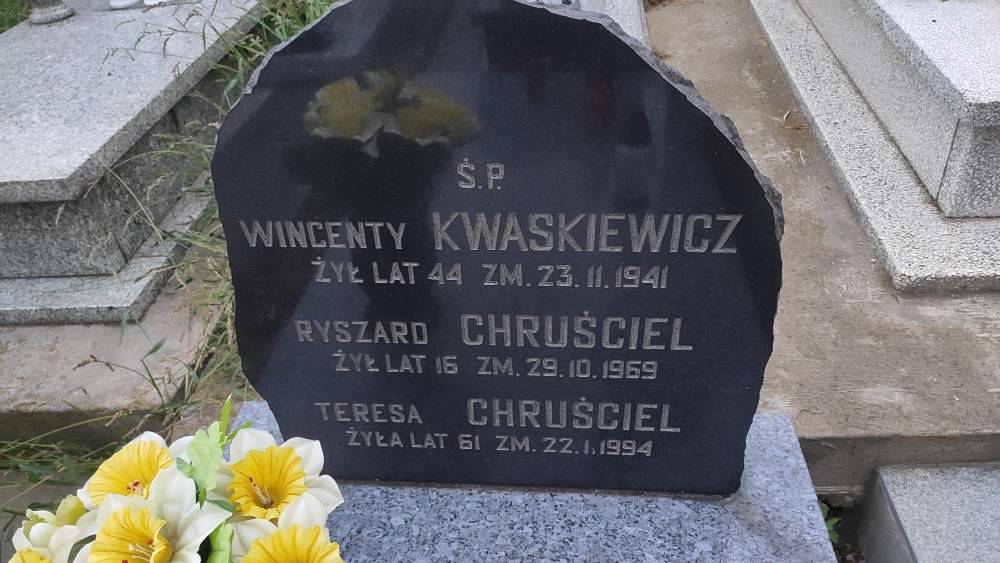 Ś.P.
WINCENTY KWASKIEWICZ
ŻYŁ LAT 44 ZM. 23.11.1941
RYSZARD CHRUŚCIEL
ŻYŁ LAT 16 ZM. 29.10.1969
TERESA CHRUŚCIEL
ŻYŁA LAT 61 ZM. 22.1.1994